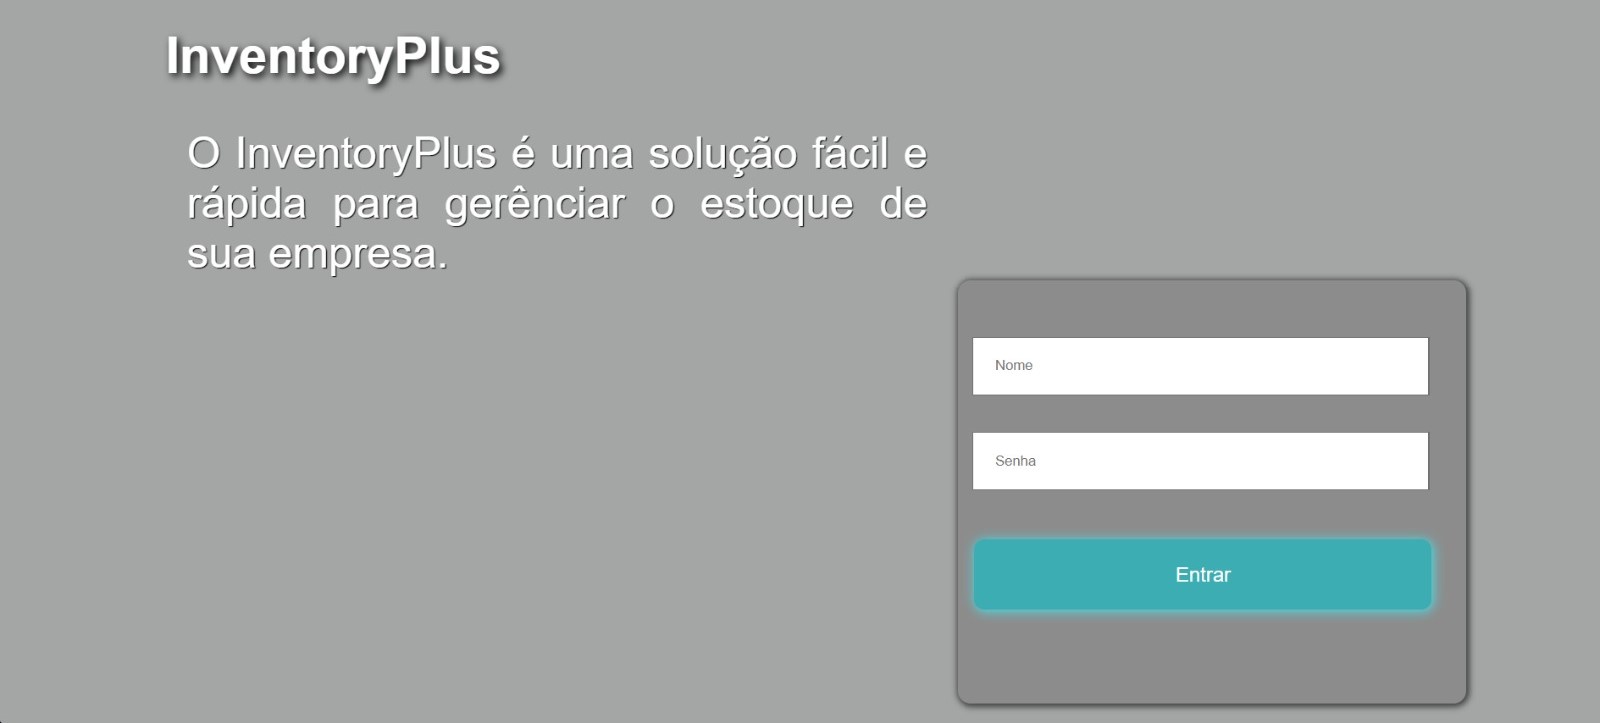 InventoryPlus
O InventoryPlus é uma solução fácil e
rápida para gerênciar o estoque de
sua empresa.
Nome
Senha
Entrar